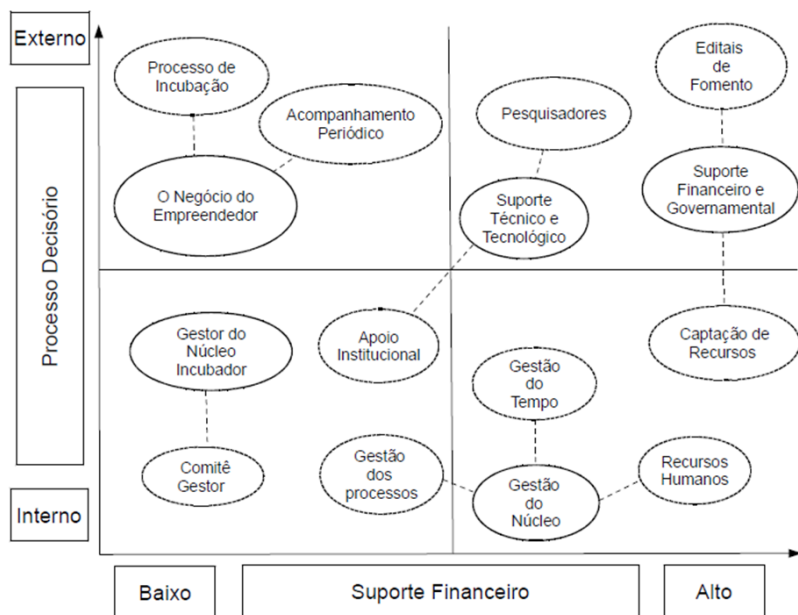 Externo
Processo de
Incubação
Acompanhamento
Periódico
O Negócio do
Empreendedor
Pesquisadores
Suporte
Técnico e
Tecnológico
Editais
de
Fomento
Suporte
Financeiro e
Governamental
Processo Decisório
Gestor do
Núcleo
Incubador
Apoio
Institucional
Gestão
do
Tempo
Captação de
Recursos
Comitê
Gestor
Gestão
dos
processos
Gestão
do
Núcleo
Recursos
Humanos
Interno
Baixo
Suporte Financeiro
Alto